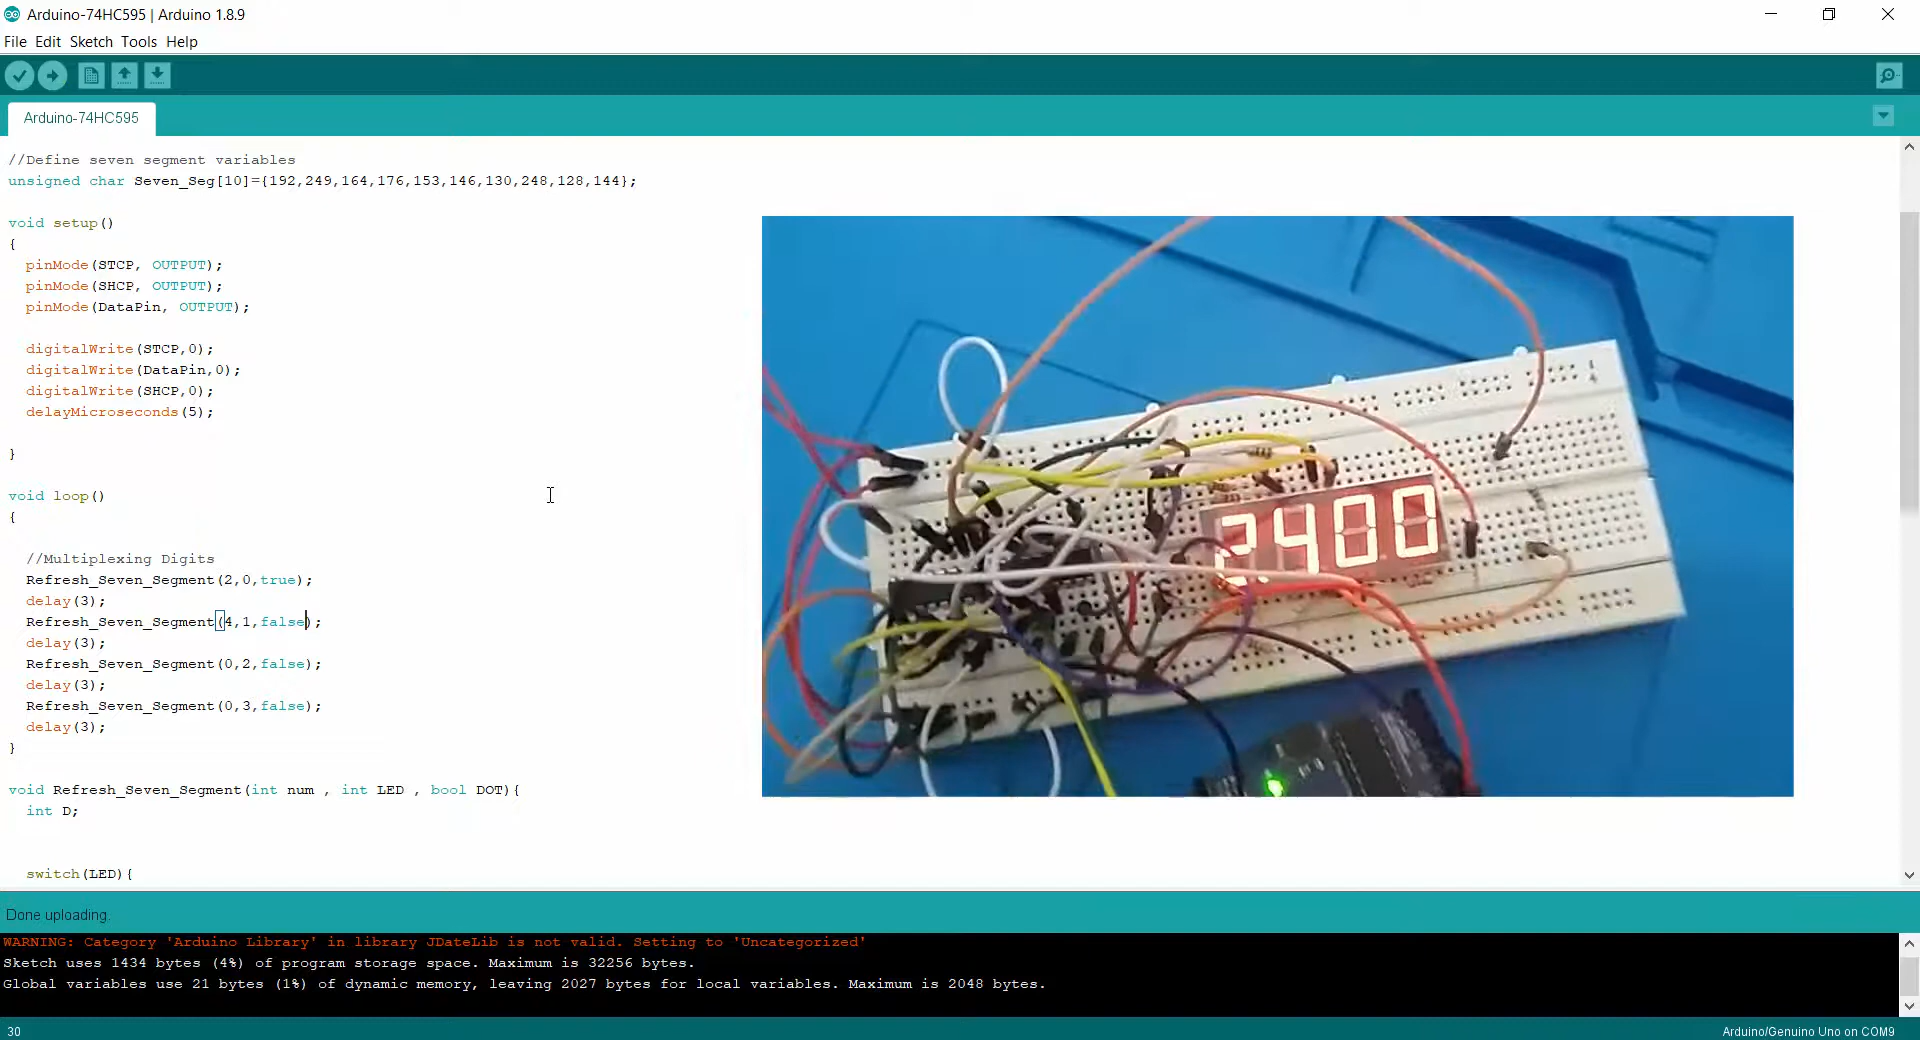 Arduino-74HC595 | Arduino 1.8.9
File Edit Sketch Tools Help
Arduino-74HC595
//Define seven segment variables
unsigned char Seven_Seg[10]={192,249,164,176,153,146,130,248,128,144};
void setup()
{
pinMode(STCP, OUTPUT);
pinMode(SHCP, OUTPUT);
pinMode(DataPin, OUTPUT);
digitalWrite(STCP,0);
digitalWrite(DataPin,0);
digitalWrite(SHCP,0);
delayMicroseconds(5);
}
void loop()
{
//Multiplexing Digits
Refresh_Seven_Segment(2,0,true);
delay(3);
Refresh_Seven_Segment(4,1,false);
delay(3);
Refresh_Seven_Segment(0,2,false);
delay(3);
Refresh_Seven_Segment(0,3,false);
delay(3);
}
void Refresh_Seven_Segment(int num , int LED , bool DOT){
int D;
switch(LED){
2.400
Done uploading.
WARNING: Category 'Arduino Library' in library JDateLib is not valid. Setting to 'Uncategorized'
Sketch uses 1434 bytes (4%) of program storage space. Maximum is 32256 bytes.
Global variables use 21 bytes (1%) of dynamic memory, leaving 2027 bytes for local variables. Maximum is 2048 bytes.
30
Arduino/Genuino Uno on COM9